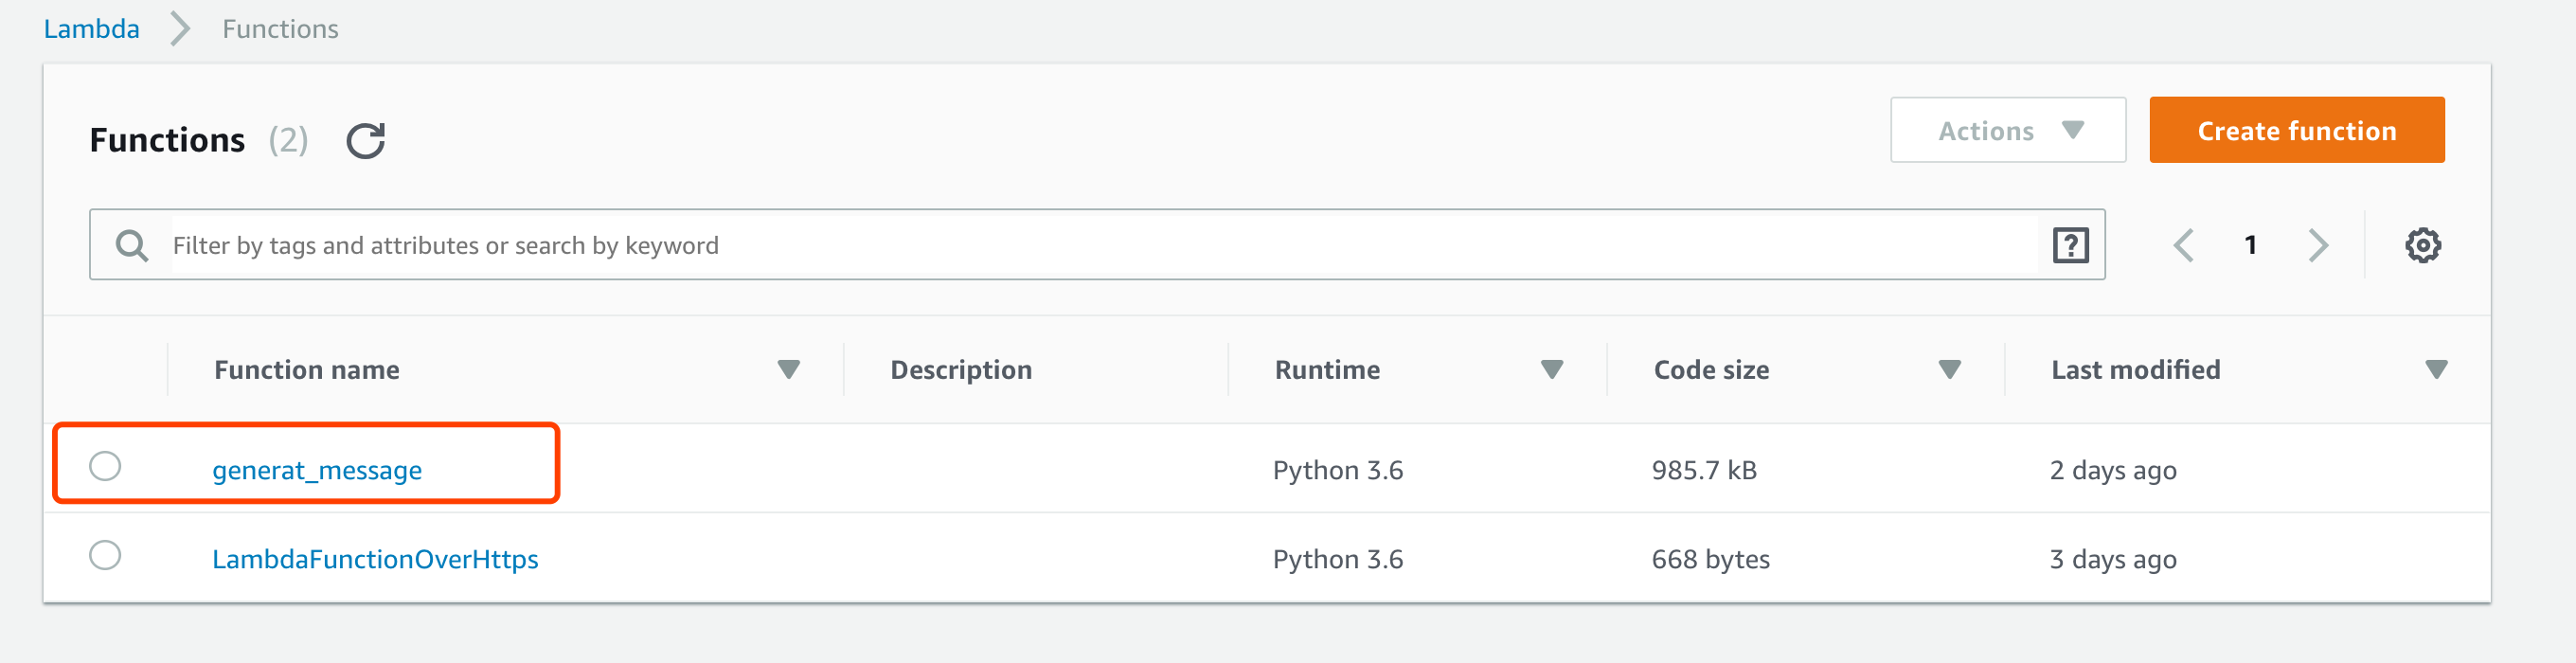 Lambda Functions
Functions (2)
Actions
Create function
Filter by tags and attributes or search by keyword
?
1
Function name Description Runtime Code size Last modified
generat_message Python 3.6 985.7 kB 2 days ago
LambdaFunctionOverHttps Python 3.6 668 bytes 3 days ago